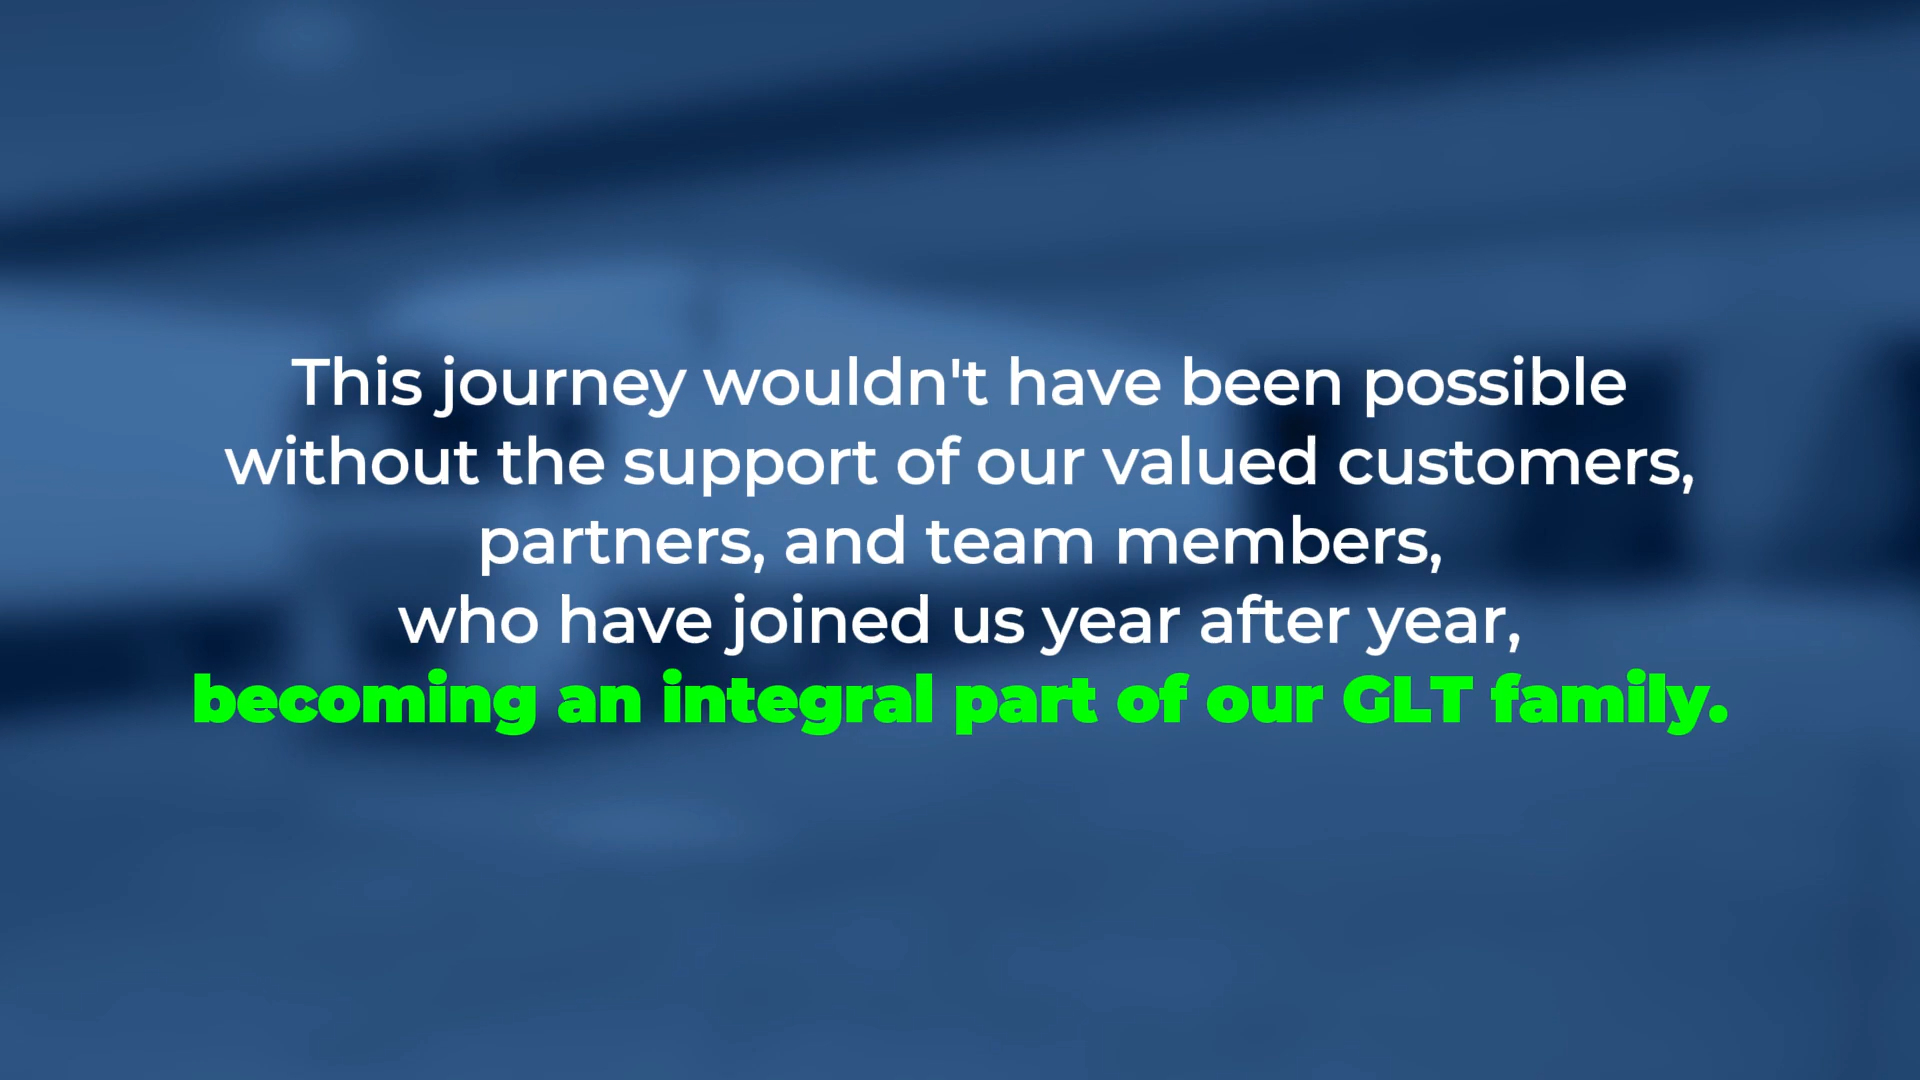 This journey wouldn't have been possible
without the support of our valued customers,
partners, and team members,
who have joined us year after year,
becoming an integral part of our GLT family.